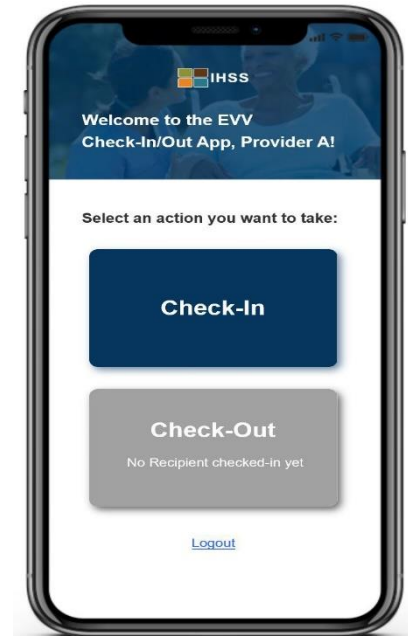 IHSS
Welcome to the EVV
Check-In/Out App, Provider A!
Select an action you want to take:
Check-In
Check-Out
No Recipient checked-in yet
Logout